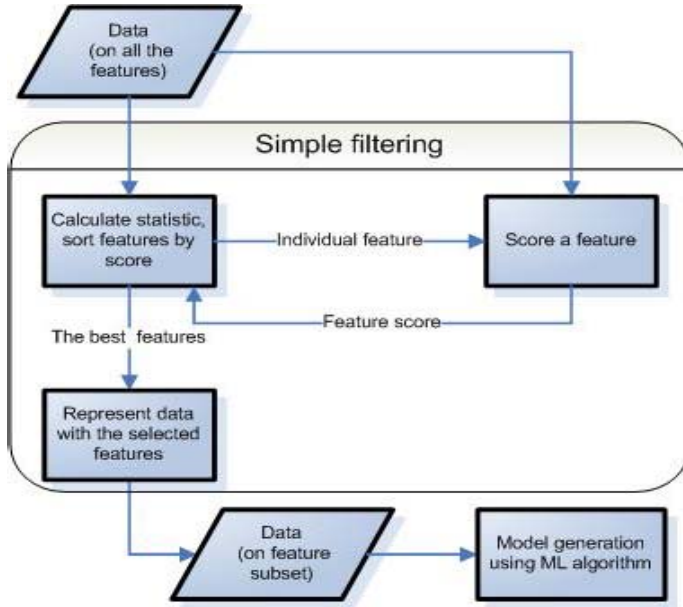 Data
(on all the
features)
Simple filtering
Calculate statistic,
sort features by
score
Individual feature
Score a feature
Feature score
The best features
Represent data
with the selected
features
Data
(on feature
subset)
Model generation
using ML algorithm